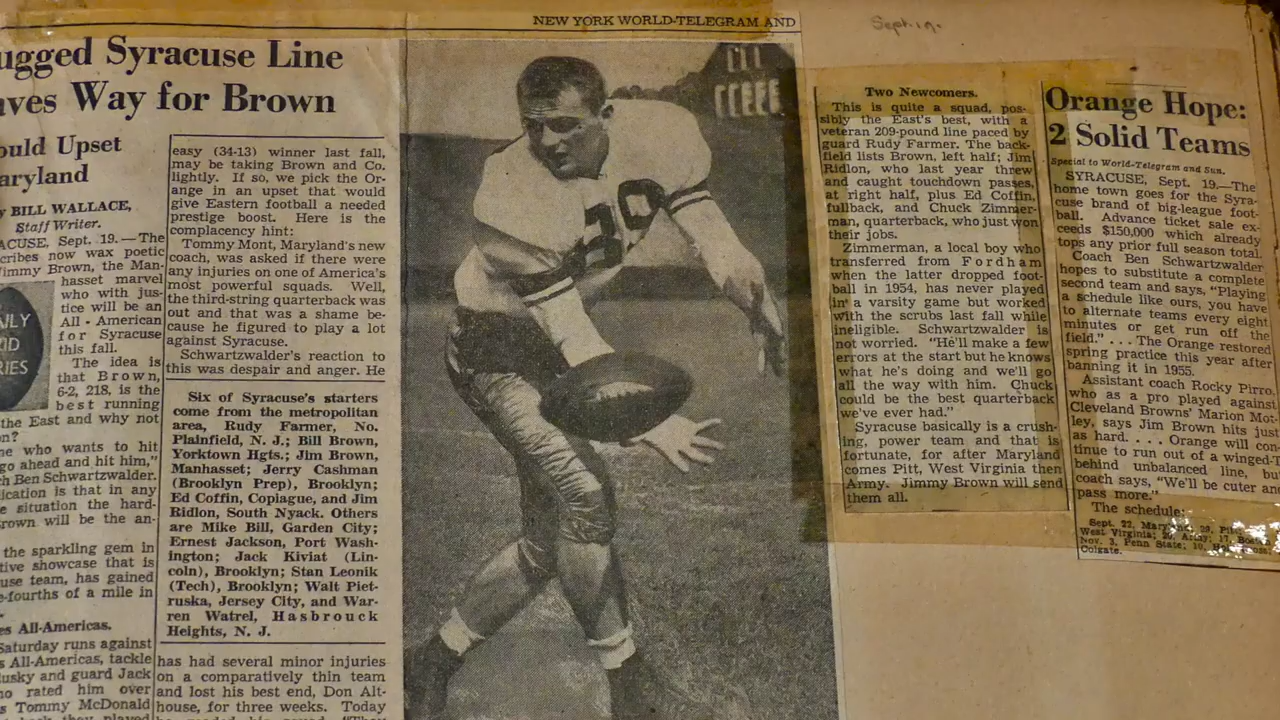 NEW YORK WORLD-TELEGRAM AND
Sept. 19.
ugged Syracuse Line
aves Way for Brown
ould Upset
aryland
y BILL WALLACE,
Staff Writer.
ACUSE, Sept. 19.—The
cribes now wax poetic
Jimmy Brown, the Man-
hasset marvel
who with jus-
tice will be an
All - American
for Syracuse
this fall.
The idea is
that Brown,
6-2, 218, is the
best running
the East and why not
on?
ne who wants to hit
go ahead and hit him,"
ch Ben Schwartzwalder.
lication is that in any
e situation the hard-
rown will be the an-
the sparkling gem in
tive showcase that is
use team, has gained
e-fourths of a mile in
es All-Americas.
Saturday runs against
s All-Americas, tackle
lusky and guard Jack
no rated him over
s Tommy McDonald
back they played
ILY
ID
RIES
easy (34-13) winner last fall,
may be taking Brown and Co.
lightly. If so, we pick the Or-
ange in an upset that would
give Eastern football a needed
prestige boost. Here is the
complacency hint:
Tommy Mont, Maryland's new
coach, was asked if there were
any injuries on one of America's
most powerful squads. Well,
the third-string quarterback was
out and that was a shame be-
cause he figured to play a lot
against Syracuse.
Schwartzwalder's reaction to
this was despair and anger. He
Six of Syracuse's starters
come from the metropolitan
area, Rudy Farmer, No.
Plainfield, N. J.; Bill Brown,
Yorktown Hgts.; Jim Brown,
Manhasset; Jerry Cashman
(Brooklyn Prep), Brooklyn;
Ed Coffin, Copiague, and Jim
Ridlon, South Nyack. Others
are Mike Bill, Garden City;
Ernest Jackson, Port Wash-
ington; Jack Kiviat (Lin-
coln), Brooklyn; Stan Leonik
(Tech), Brooklyn; Walt Piet-
ruska, Jersey City, and War-
ren Watrel, Hasbrouck
Heights, N. J.
has had several minor injuries
on a comparatively thin team
and lost his best end, Don Alt-
house, for three weeks. Today
Two Newcomers.
This is quite a squad, pos-
sibly the East's best, with a
veteran 209-pound line paced by
guard Rudy Farmer. The back-
field lists Brown, left half; Jim
Ridlon, who last year threw
and caught touchdown passes,
at right half, plus Ed Coffin,
fullback, and Chuck Zimmer-
man, quarterback, who just won
their jobs.
Zimmerman, a local boy who
transferred from Fordham
when the latter dropped foot-
ball in 1954, has never played
in a varsity game but worked
with the scrubs last fall while
ineligible. Schwartzwalder is
not worried. "He'll make a few
errors at the start but he knows
what he's doing and we'll go
all the way with him. Chuck
could be the best quarterback
we've ever had."
Syracuse basically is a crush-
ing, power team and that is
fortunate, for after Maryland
comes Pitt, West Virginia then
Army. Jimmy Brown will send
them all.
Orange Hope:
2 Solid Teams
Special to World-Telegram and Sun.
SYRACUSE, Sept. 19.—The
home town goes for the Syra-
cuse brand of big-league foot-
ball. Advance ticket sale ex-
ceeds $150,000 which already
tops any prior full season total.
Coach Ben Schwartzwalder
hopes to substitute a complete
second team and says, "Playing
a schedule like ours, you have
to alternate teams every eight
minutes or get run off the
field." . . . The Orange restored
spring practice this year after
banning it in 1955.
Assistant coach Rocky Pirro,
who as a pro played against
Cleveland Browns' Marion Mot-
ley, says Jim Brown hits just
as hard. . . . Orange will con-
tinue to run out of a winged-T
behind unbalanced line, but
coach says, "We'll be cuter and
pass more."
The schedule:
Sept. 22, 29,
West Virginia; 20, Army; 17,
Nov. 3, Penn State; 10,
Colgate.